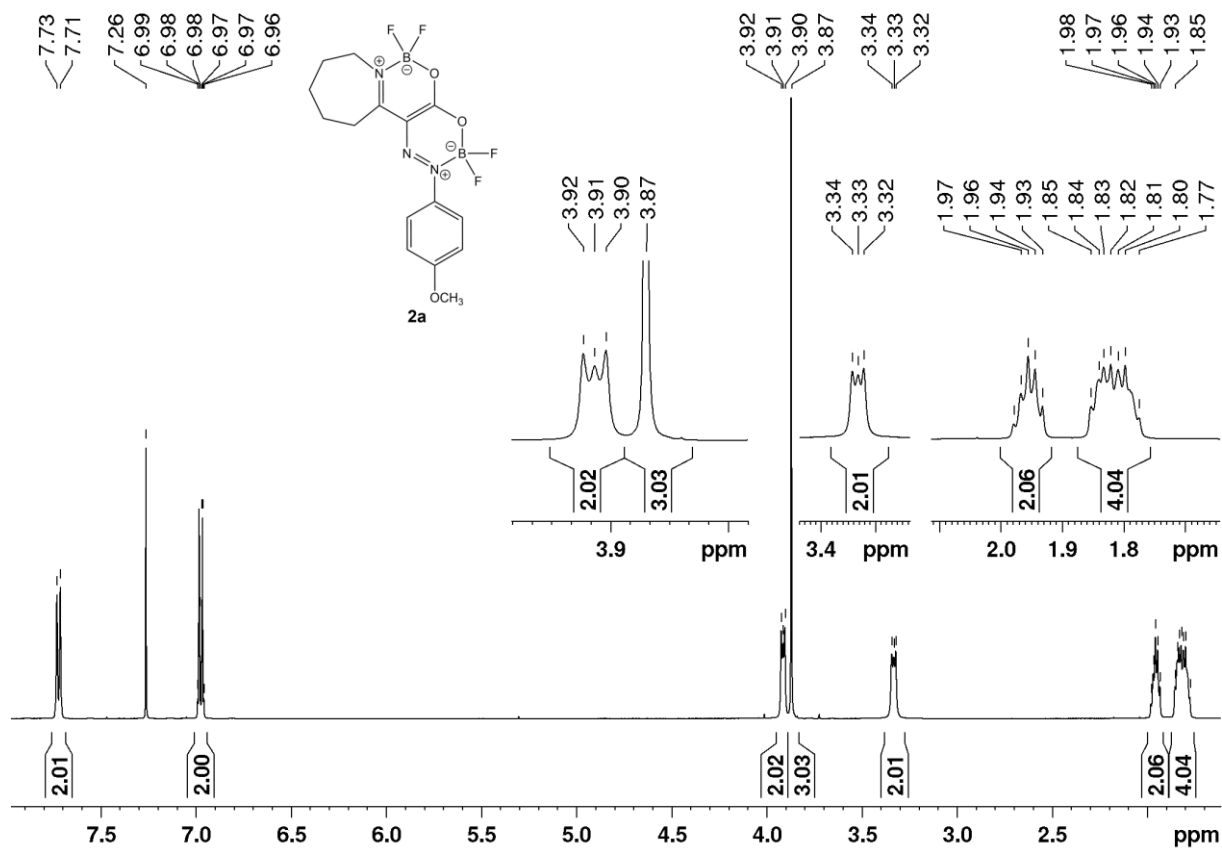 7.73 7.71 7.26 6.99 6.98 6.98 6.97 6.97 6.96 3.92 3.91 3.90 3.87 3.34 3.33 3.32 1.98 1.97 1.96 1.94 1.93 1.85
F F
B ⊖ O
N +
O
⊖ B F
F
N N ⊕
OCH3
2a
3.92 3.91 3.90 3.87
3.34 3.33 3.32
1.97 1.96 1.94 1.93 1.85 1.84 1.83 1.82 1.81 1.80 1.77
2.02 3.03
2.01
2.06 4.04
3.9 ppm
3.4 ppm
2.0 1.9 1.8 ppm
2.01 2.00 2.02 3.03 2.01 2.06 4.04
7.5 7.0 6.5 6.0 5.5 5.0 4.5 4.0 3.5 3.0 2.5 ppm